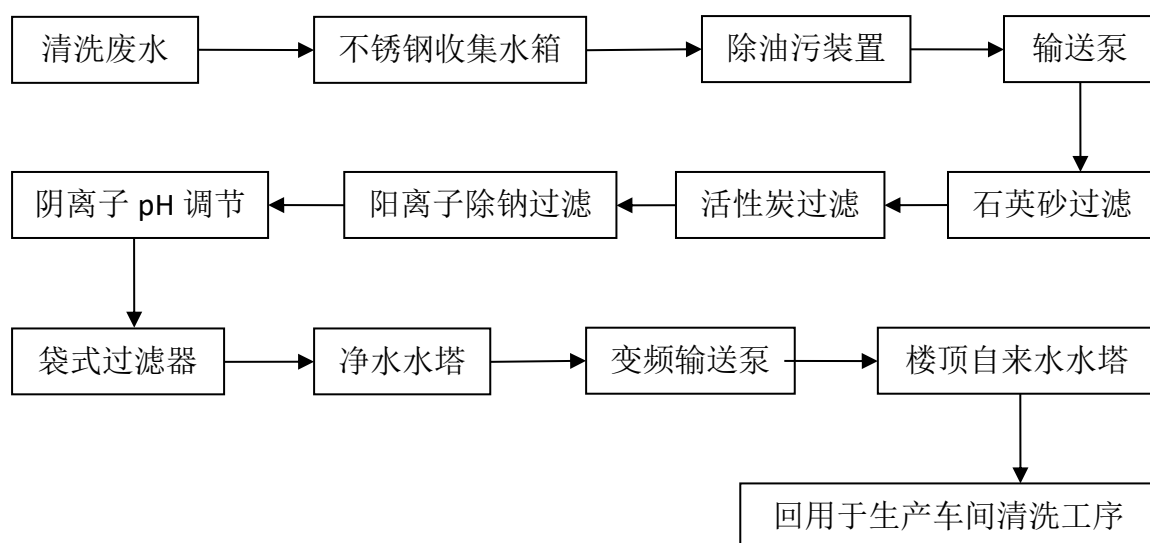 清洗废水
不锈钢收集水箱
除油污装置
输送泵
石英砂过滤
活性炭过滤
阳离子除钠过滤
阴离子 pH 调节
袋式过滤器
净水水塔
变频输送泵
楼顶自来水水塔
回用于生产车间清洗工序